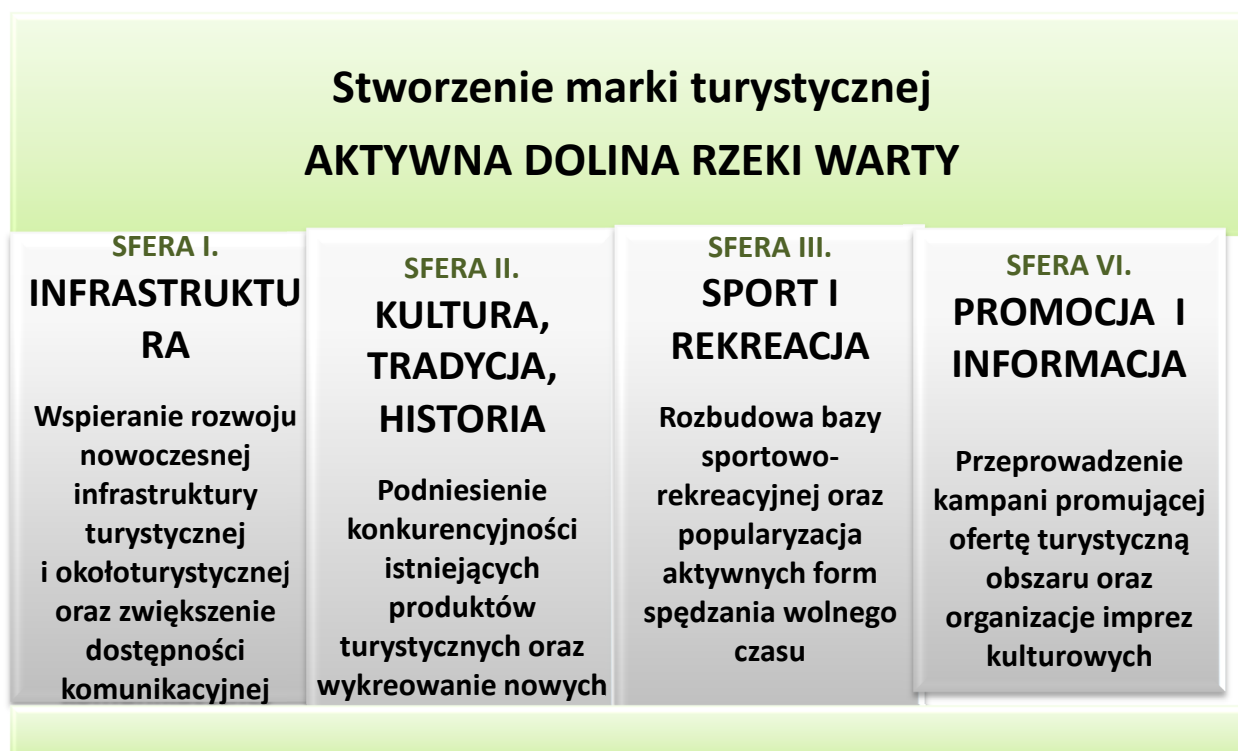 Stworzenie marki turystycznej
AKTYWNA DOLINA RZEKI WARTY
SFERA I.
INFRASTRUKTU
RA
Wspieranie rozwoju
nowoczesnej
infrastruktury
turystycznej
i okołoturystycznej
oraz zwiększenie
dostępności
komunikacyjnej
SFERA II.
KULTURA,
TRADYCJA,
HISTORIA
Podniesienie
konkurencyjności
istniejących
produktów
turystycznych oraz
wykreowanie nowych
SFERA III.
SPORT I
REKREACJA
Rozbudowa bazy
sportowo-
rekreacyjnej oraz
popularyzacja
aktywnych form
spędzania wolnego
czasu
SFERA VI.
PROMOCJA I
INFORMACJA
Przeprowadzenie
kampani promującej
ofertę turystyczną
obszaru oraz
organizacje imprez
kulturowych